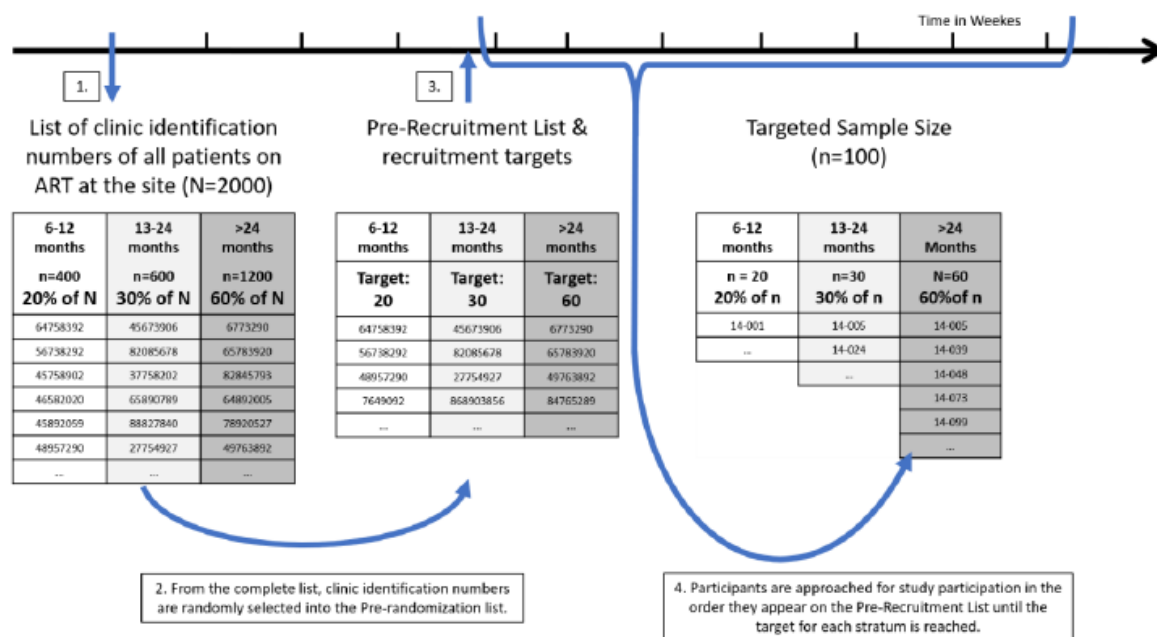 Time in Weekes
1.
3.
List of clinic identification
numbers of all patients on
ART at the site (N=2000)
Pre-Recruitment List &
recruitment targets
Targeted Sample Size
(n=100)
6-12 months 13-24 months >24 months
n=400 n=600 n=1200
20% of N 30% of N 60% of N
64758392 45673906 6773290
56738292 82085678 65783920
45758902 37758202 82845793
46582020 65890789 64892005
45892059 88827840 78920527
48957290 27754927 49763892
... ... ...
6-12 months 13-24 months >24 months
Target: 20 Target: 30 Target: 60
64758392 45673906 6773290
56738292 82085678 65783920
48957290 27754927 49763892
7649092 868903856 84765289
... ... ...
6-12 months 13-24 months >24 Months
n = 20 n=30 N=60
20% of n 30% of n 60%of n
14-001 14-005 14-005
... 14-024 14-039
... 14-048
14-073
14-099
...
2. From the complete list, clinic identification numbers
are randomly selected into the Pre-randomization list.
4. Participants are approached for study participation in the
order they appear on the Pre-Recruitment List until the
target for each stratum is reached.